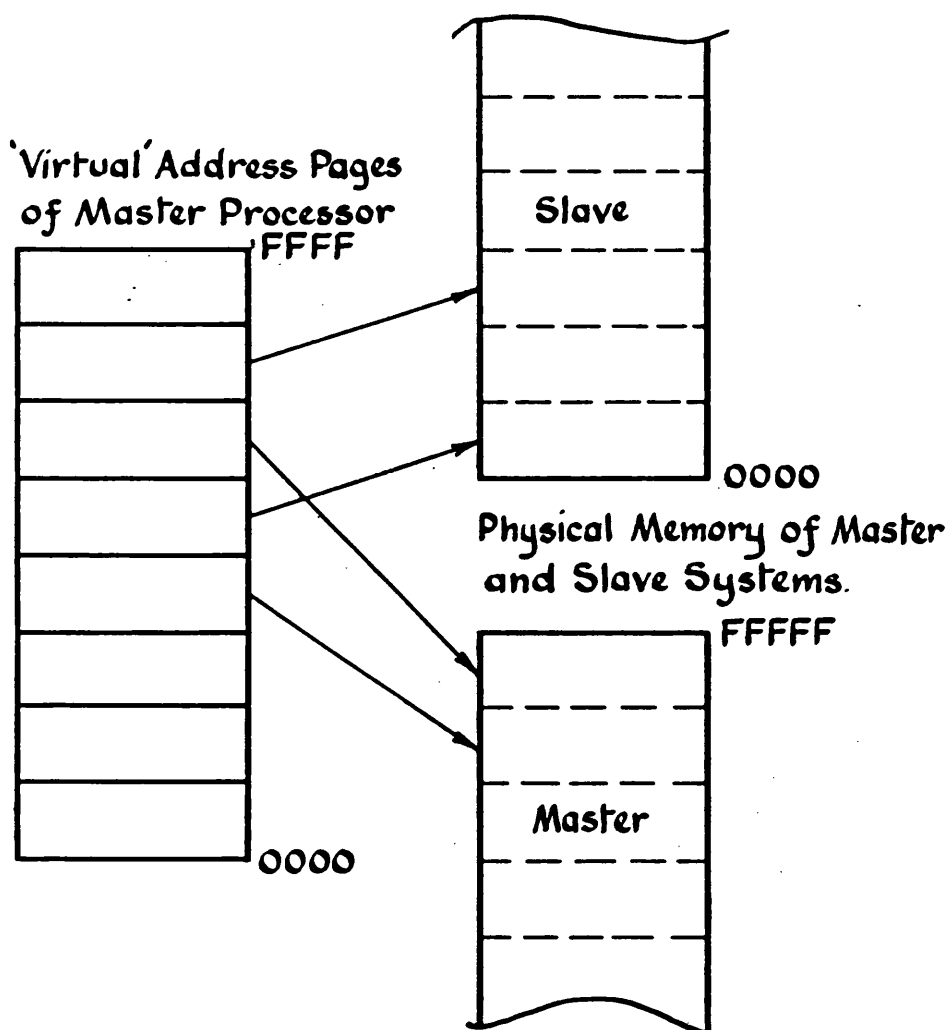 'Virtual' Address Pages
of Master Processor
FFFF
0000
Slave
0000
Physical Memory of Master
and Slave Systems.
FFFFF
Master